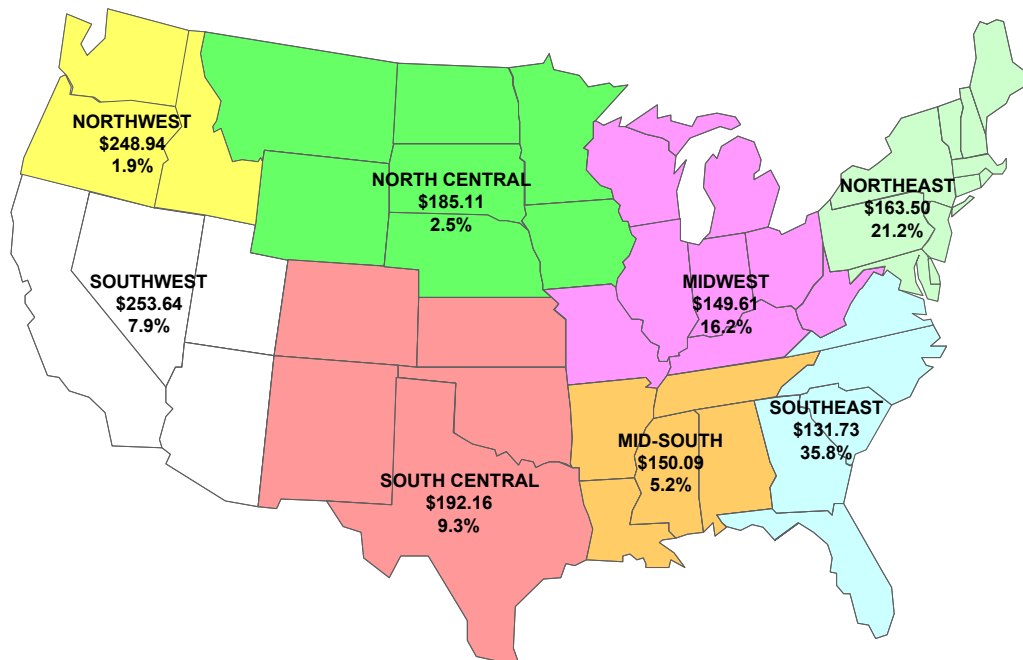 NORTHWEST
$248.94
1.9%
NORTH CENTRAL
$185.11
2.5%
NORTHEAST
$163.50
21.2%
SOUTHWEST
$253.64
7.9%
MIDWEST
$149.61
16.2%
SOUTHEAST
$131.73
35.8%
MID-SOUTH
$150.09
5.2%
SOUTH CENTRAL
$192.16
9.3%